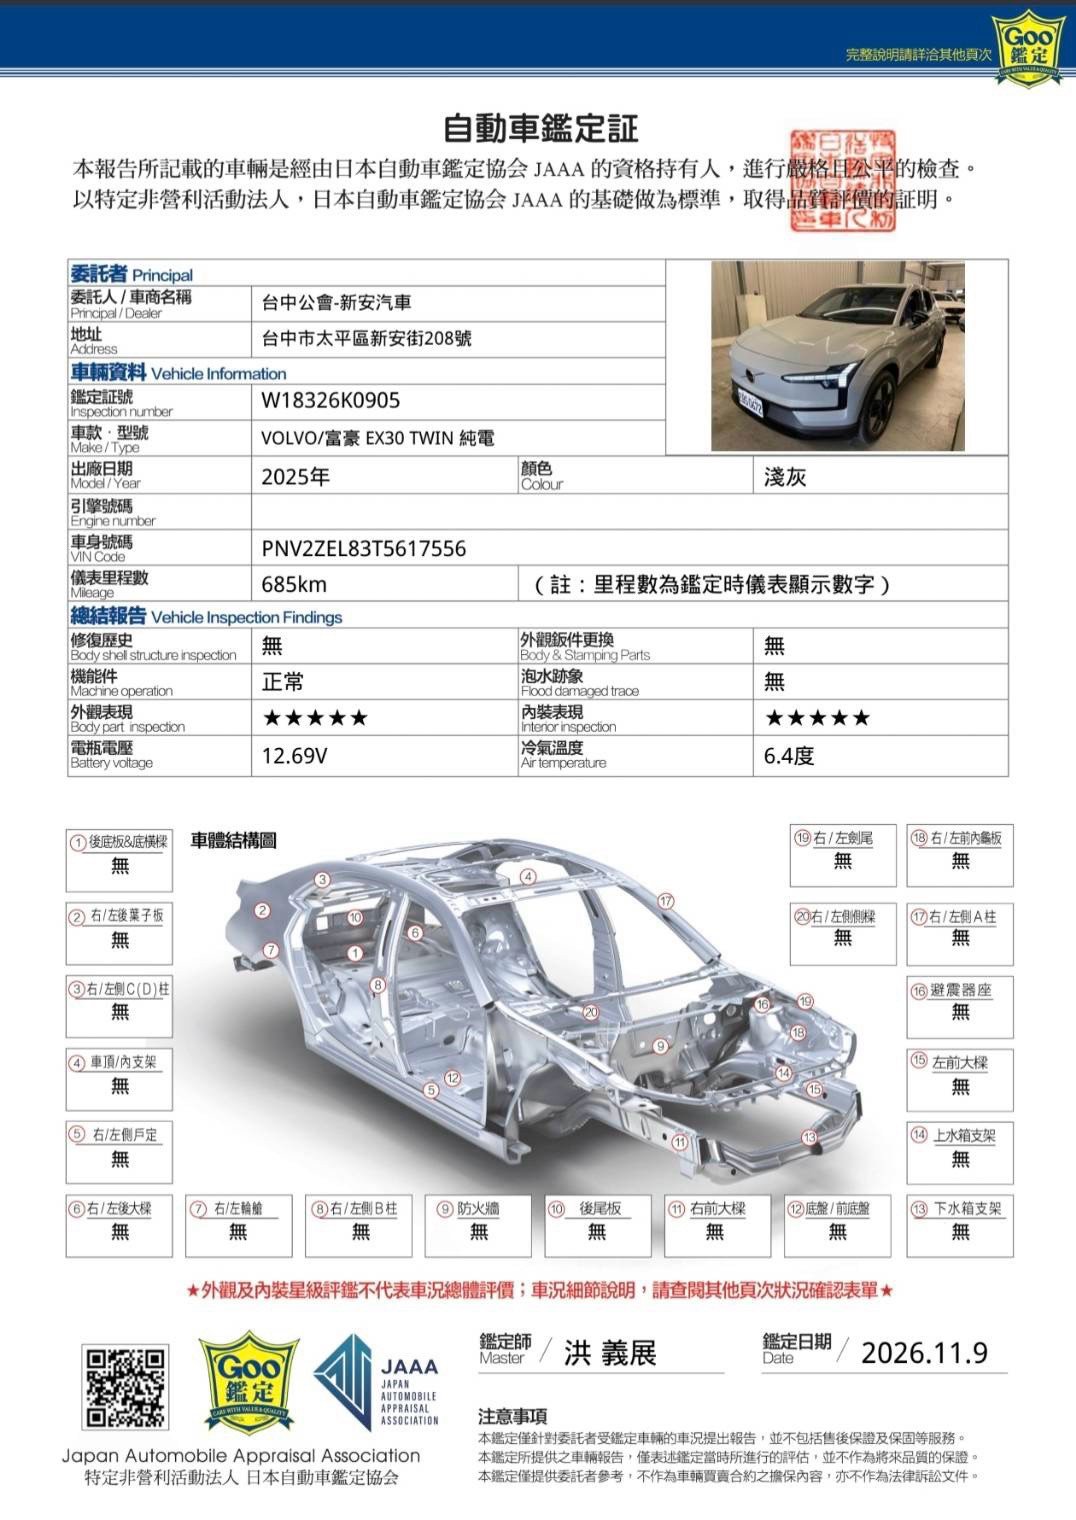 完整說明請詳洽其他頁次
Goo
鑑定
自動車鑑定証
本報告所記載的車輛是經由日本自動車鑑定協会 JAAA 的資格持有人，進行嚴格且公平的檢查。
以特定非營利活動法人，日本自動車鑑定協会 JAAA 的基礎做為標準，取得品質評價的証明。
委託者 Principal
委託人 / 車商名稱
Principal / Dealer
台中公會-新安汽車
地址
Address
台中市太平區新安街208號
車輛資料 Vehicle Information
鑑定証號
Inspection number
W18326K0905
車款．型號
Make / Type
VOLVO/富豪 EX30 TWIN 純電
出廠日期
Model / Year
2025年
顏色
Colour
淺灰
引擎號碼
Engine number
車身號碼
VIN Code
PNV2ZEL83T5617556
儀表里程數
Mileage
685km
（註：里程數為鑑定時儀表顯示數字）
總結報告 Vehicle Inspection Findings
修復歷史
Body shell structure inspection
無
外觀鈑件更換
Body & Stamping Parts
無
機能件
Machine operation
正常
泡水跡象
Flood damaged trace
無
外觀表現
Body part inspection
★★★★★
內裝表現
Interior inspection
★★★★★
電瓶電壓
Battery voltage
12.69V
冷氣溫度
Air temperature
6.4度
車體結構圖
①後底板&底橫樑
無
②右/左後葉子板
無
③右/左側C(D)柱
無
④車頂/內支架
無
⑤右/左側戶定
無
⑥右/左後大樑
無
⑦右/左輪艙
無
⑧右/左側B柱
無
⑨防火牆
無
⑩後尾板
無
⑪右前大樑
無
⑫底盤/前底盤
無
⑬下水箱支架
無
⑭上水箱支架
無
⑮左前大樑
無
⑯避震器座
無
⑰右/左側A柱
無
⑱右/左前內龜板
無
⑲右/左劍尾
無
⑳右/左側側樑
無
★外觀及內裝星級評鑑不代表車況總體評價；車況細節說明，請查閱其他頁次狀況確認表單★
Goo
鑑定
CARS WITH VALUE & QUALITY
JAAA
JAPAN
AUTOMOBILE
APPRAISAL
ASSOCIATION
Japan Automobile Appraisal Association
特定非營利活動法人 日本自動車鑑定協会
鑑定師
Master
洪 義展
鑑定日期
Date
2026.11.9
注意事項
本鑑定僅針對委託者受鑑定車輛的車況提出報告，並不包括售後保證及保固等服務。
本鑑定所提供之車輛報告，僅表述鑑定當時所進行的評估，並不作為將來品質的保證。
本鑑定僅提供委託者參考，不作為車輛買賣合約之擔保內容，亦不作為法律訴訟文件。